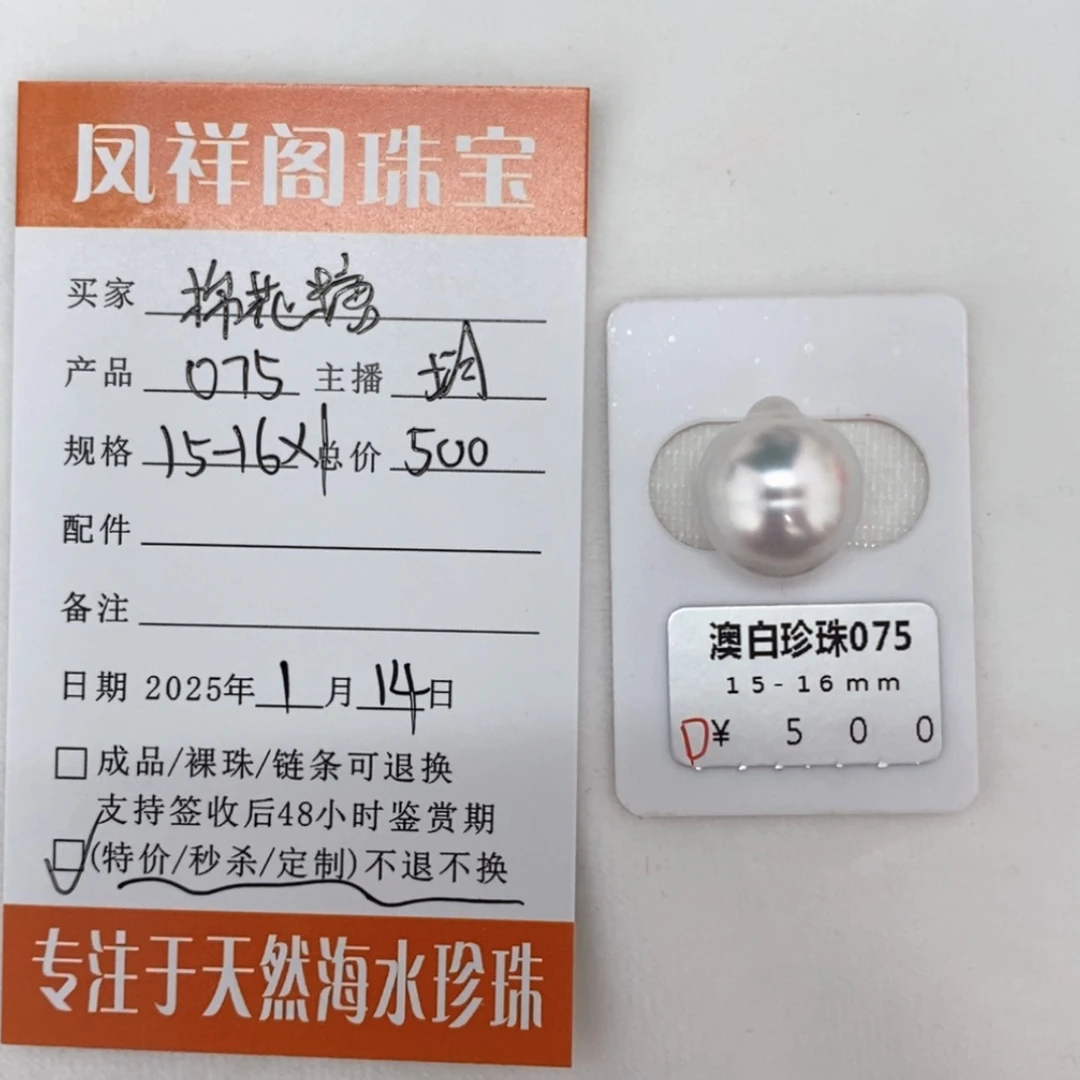 凤祥阁珠宝
买家 棉花糖
产品 075 主播
规格 15-16×1 总价 500
配件
备注
日期 2025年1月14日
成品/裸珠/链条可退换
支持签收后48小时鉴赏期
(特价/秒杀/定制)不退不换
专注于天然海水珍珠
澳白珍珠075
15-16mm
D¥ 500